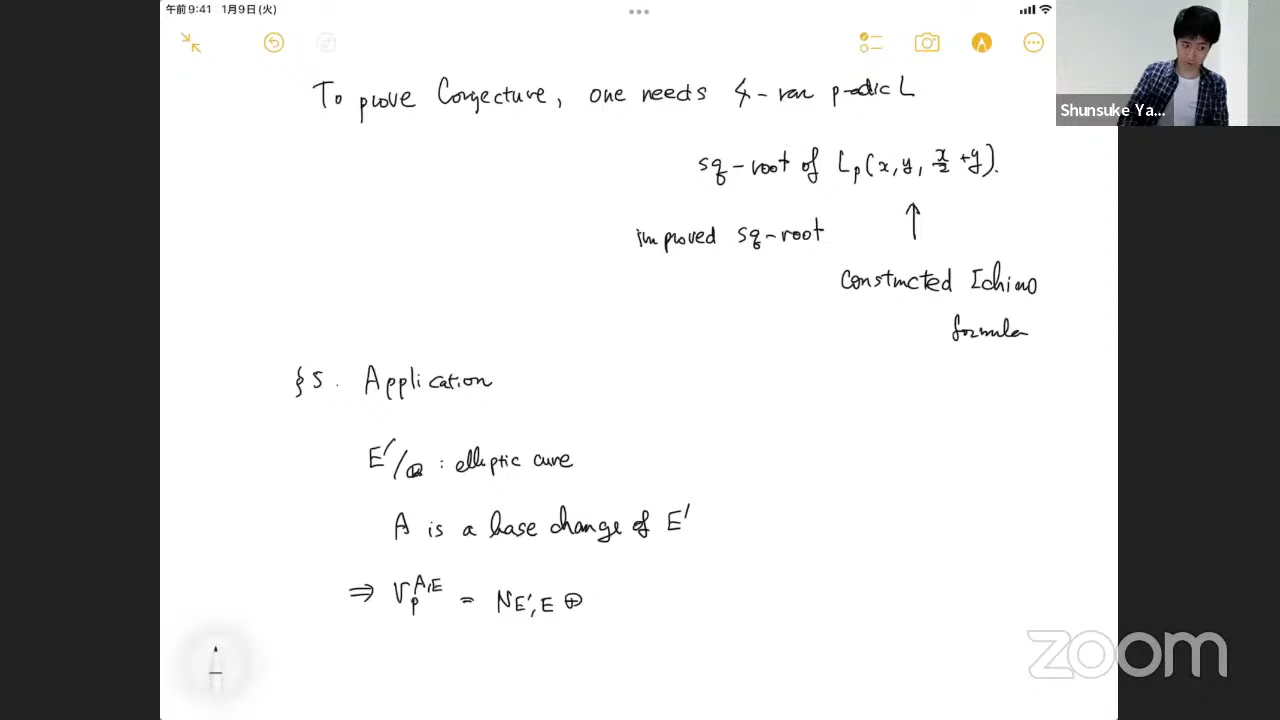 午前9:41 1月9日(火)
To prove Conjecture, one needs 4-var p-adic L
sq-root of Lp(x, y, x/2 + y).
improved sq-root ↑
constructed Ichino
formula
§5. Application
E'/Q : elliptic curve
A is a base change of E'
⇒ V_p^{A,E} = N_{E',E} ⊕
Shunsuke Ya...
zoom